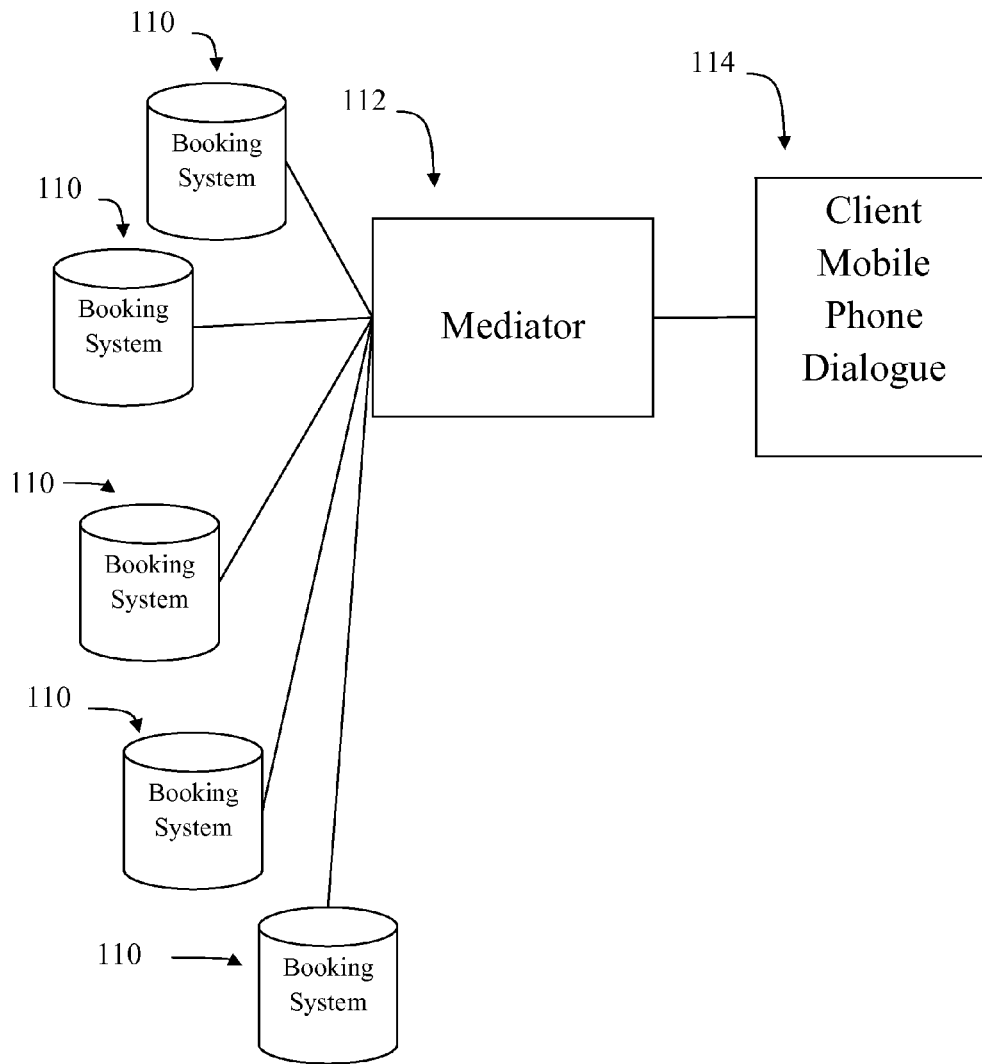 110
Booking
System
112
114
110
Booking
System
Mediator
Client
Mobile
Phone
Dialogue
110
Booking
System
110
Booking
System
110
Booking
System